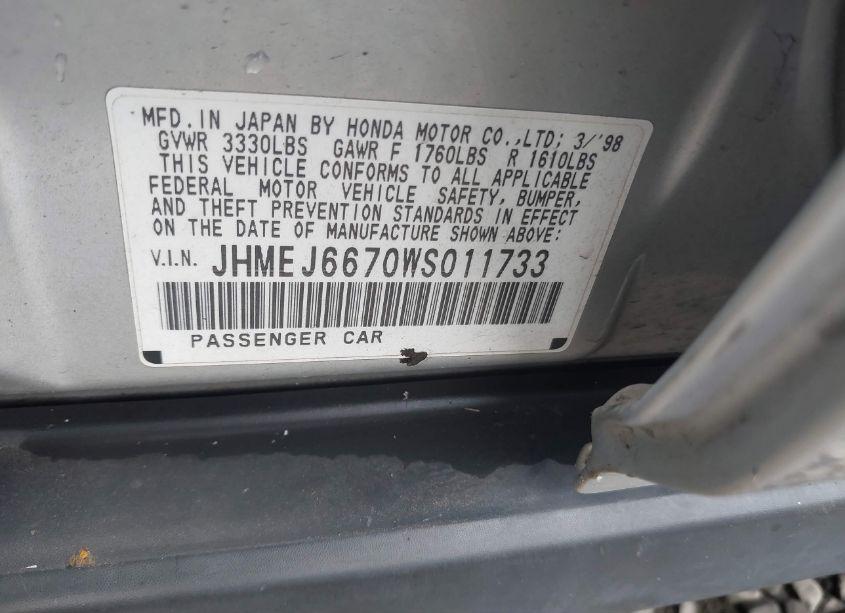 MFD.IN JAPAN BY HONDA MOTOR CO.,LTD; 3/'98
GVWR 3330LBS GAWR F 1760LBS R 1610LBS
THIS VEHICLE CONFORMS TO ALL APPLICABLE
FEDERAL MOTOR VEHICLE SAFETY, BUMPER,
AND THEFT PREVENTION STANDARDS IN EFFECT
ON THE DATE OF MANUFACTURE SHOWN ABOVE:
V.I.N. JHMEJ6670WS011733
PASSENGER CAR